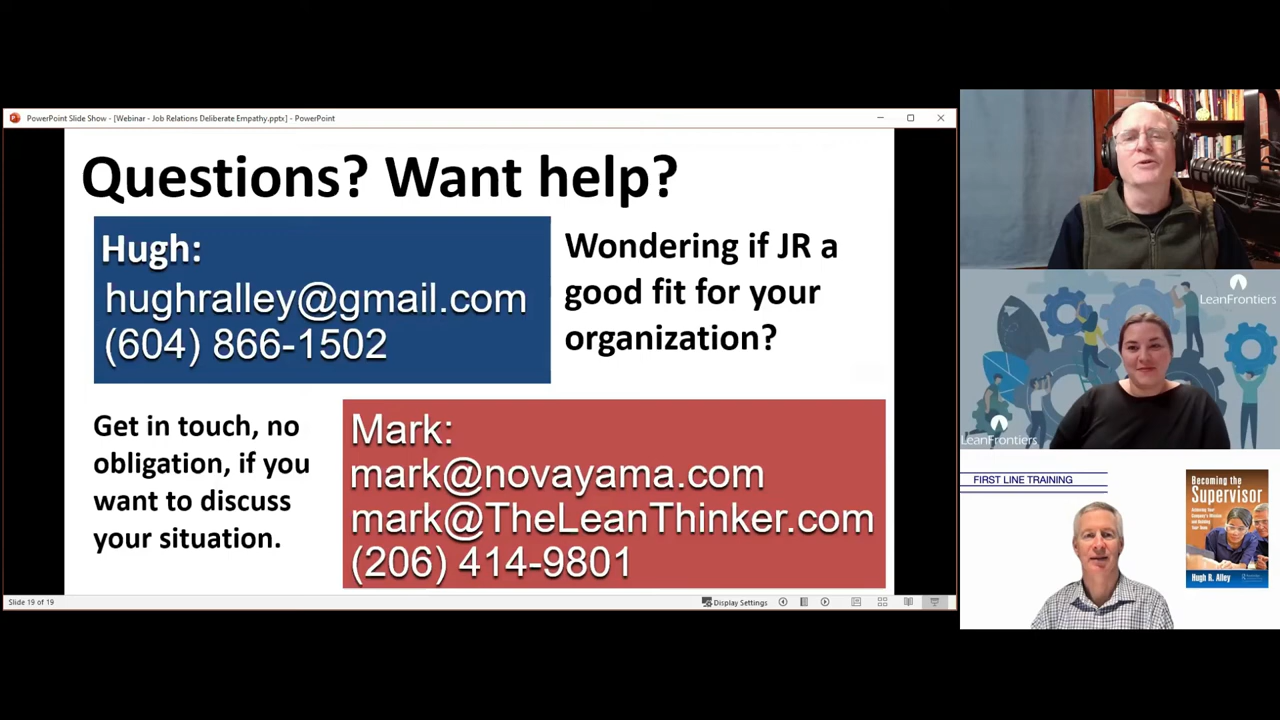 PowerPoint Slide Show - [Webinar - Job Relations Deliberate Empathy.pptx] - PowerPoint
Questions? Want help?
Hugh:
hughralley@gmail.com
(604) 866-1502
Wondering if JR a
good fit for your
organization?
Get in touch, no
obligation, if you
want to discuss
your situation.
Mark:
mark@novayama.com
mark@TheLeanThinker.com
(206) 414-9801
Slide 19 of 19
Display Settings
LeanFrontiers
LeanFrontiers
FIRST LINE TRAINING
Becoming the
Supervisor
Hugh R. Alley